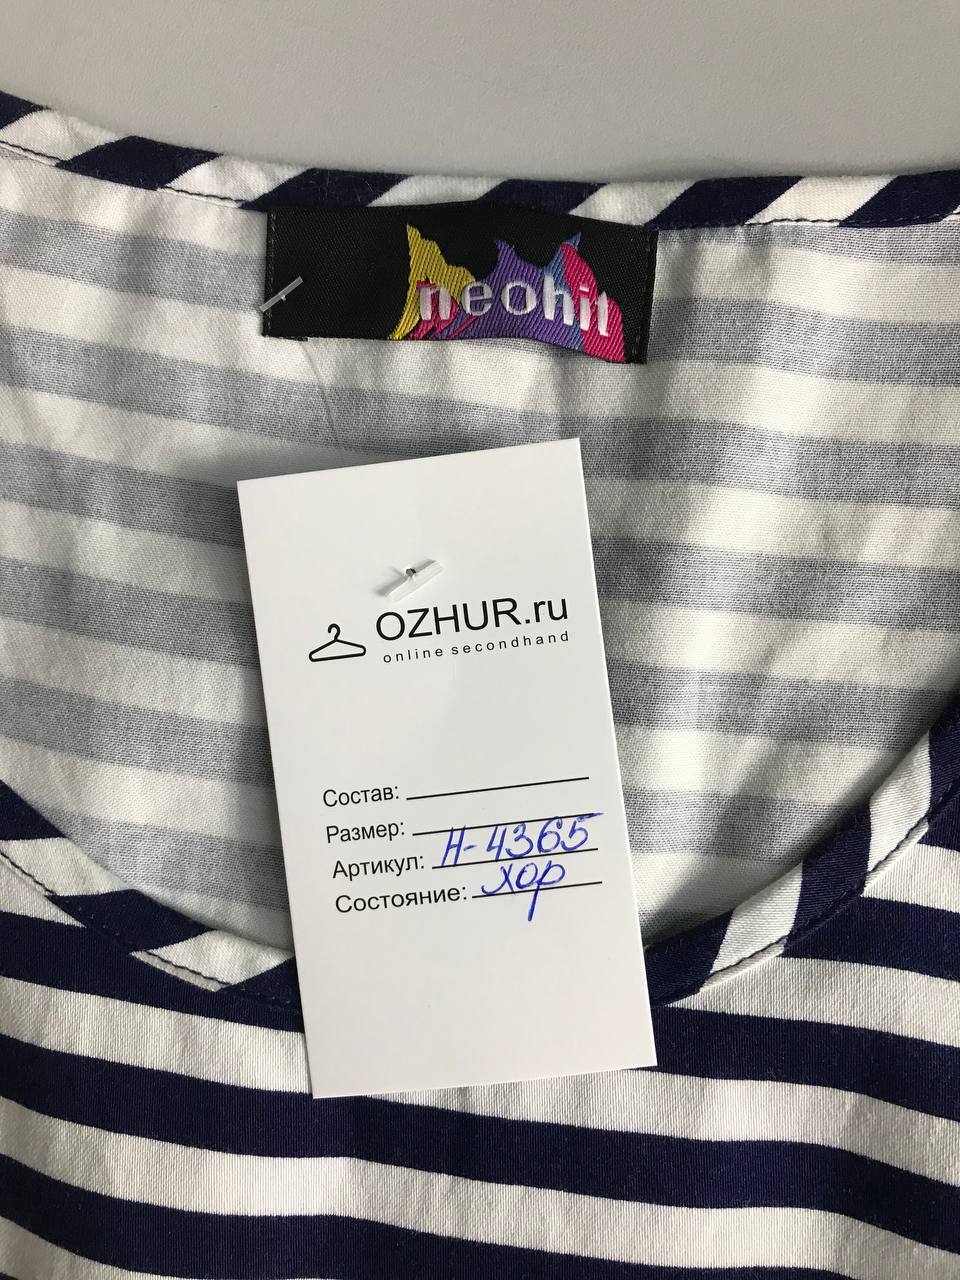 neohit
OZHUR.ru
online secondhand
Состав:
Размер:
Артикул: Н-4365
Состояние: хор